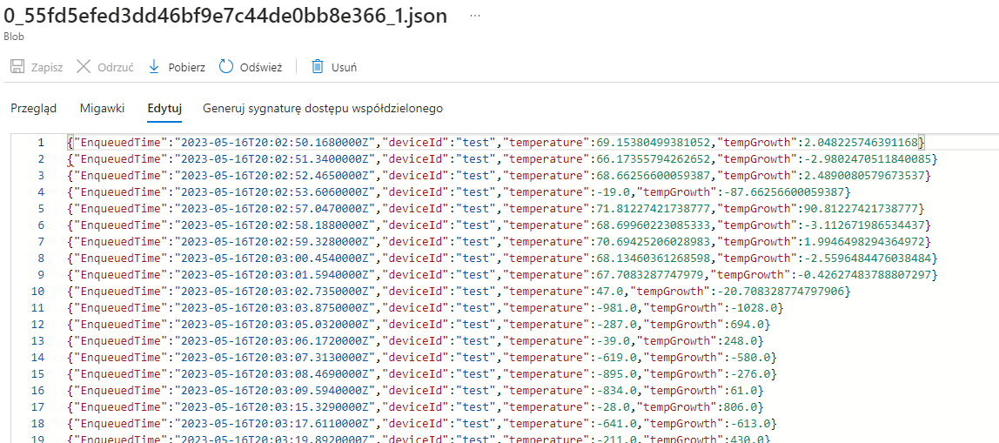 0_55fd5efed3dd46bf9e7c44de0bb8e366_1.json ...
Blob
Zapisz Odrzuć Pobierz Odśwież Usuń
Przegląd Migawki Edytuj Generuj sygnaturę dostępu współdzielonego
1 {"EnqueuedTime":"2023-05-16T20:02:50.1680000Z","deviceId":"test","temperature":69.15380499381052,"tempGrowth":2.048225746391168}
2 {"EnqueuedTime":"2023-05-16T20:02:51.3400000Z","deviceId":"test","temperature":66.17355794262652,"tempGrowth":-2.9802470511840085}
3 {"EnqueuedTime":"2023-05-16T20:02:52.4650000Z","deviceId":"test","temperature":68.66256600059387,"tempGrowth":2.4890080579673537}
4 {"EnqueuedTime":"2023-05-16T20:02:53.6060000Z","deviceId":"test","temperature":-19.0,"tempGrowth":-87.66256600059387}
5 {"EnqueuedTime":"2023-05-16T20:02:57.0470000Z","deviceId":"test","temperature":71.81227421738777,"tempGrowth":90.81227421738777}
6 {"EnqueuedTime":"2023-05-16T20:02:58.1880000Z","deviceId":"test","temperature":68.69960223085333,"tempGrowth":-3.112671986534437}
7 {"EnqueuedTime":"2023-05-16T20:02:59.3280000Z","deviceId":"test","temperature":70.69425206028983,"tempGrowth":1.9946498294364972}
8 {"EnqueuedTime":"2023-05-16T20:03:00.4540000Z","deviceId":"test","temperature":68.13460361268598,"tempGrowth":-2.5596484476038484}
9 {"EnqueuedTime":"2023-05-16T20:03:01.5940000Z","deviceId":"test","temperature":67.7083287747979,"tempGrowth":-0.42627483788807297}
10 {"EnqueuedTime":"2023-05-16T20:03:02.7350000Z","deviceId":"test","temperature":47.0,"tempGrowth":-20.708328774797906}
11 {"EnqueuedTime":"2023-05-16T20:03:03.8750000Z","deviceId":"test","temperature":-981.0,"tempGrowth":-1028.0}
12 {"EnqueuedTime":"2023-05-16T20:03:05.0320000Z","deviceId":"test","temperature":-287.0,"tempGrowth":694.0}
13 {"EnqueuedTime":"2023-05-16T20:03:06.1720000Z","deviceId":"test","temperature":-39.0,"tempGrowth":248.0}
14 {"EnqueuedTime":"2023-05-16T20:03:07.3130000Z","deviceId":"test","temperature":-619.0,"tempGrowth":-580.0}
15 {"EnqueuedTime":"2023-05-16T20:03:08.4690000Z","deviceId":"test","temperature":-895.0,"tempGrowth":-276.0}
16 {"EnqueuedTime":"2023-05-16T20:03:09.5940000Z","deviceId":"test","temperature":-834.0,"tempGrowth":61.0}
17 {"EnqueuedTime":"2023-05-16T20:03:15.3290000Z","deviceId":"test","temperature":-28.0,"tempGrowth":806.0}
18 {"EnqueuedTime":"2023-05-16T20:03:17.6110000Z","deviceId":"test","temperature":-641.0,"tempGrowth":-613.0}
19 {"EnqueuedTime":"2023-05-16T20:03:19.8920000Z","deviceId":"test","temperature":-211.0,"tempGrowth":430.0}